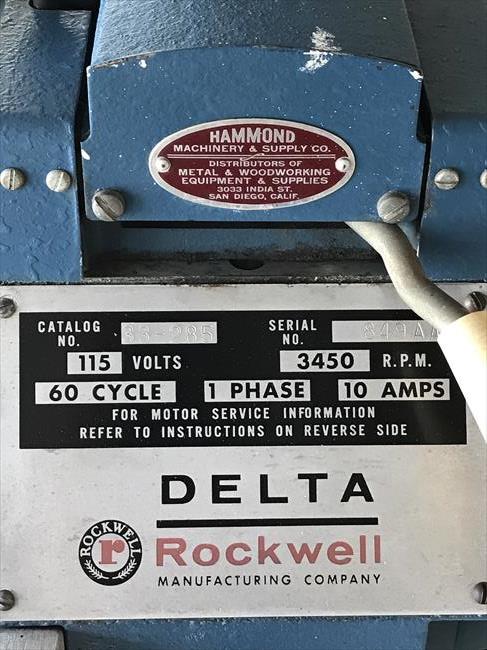 HAMMOND
MACHINERY & SUPPLY CO.
DISTRIBUTORS OF
METAL & WOODWORKING
EQUIPMENT & SUPPLIES
3033 INDIA ST.
SAN DIEGO, CALIF.
CATALOG NO. SERIAL NO.
115 VOLTS 3450 R.P.M.
60 CYCLE 1 PHASE 10 AMPS
FOR MOTOR SERVICE INFORMATION
REFER TO INSTRUCTIONS ON REVERSE SIDE
DELTA
ROCKWELL r Rockwell
MANUFACTURING COMPANY